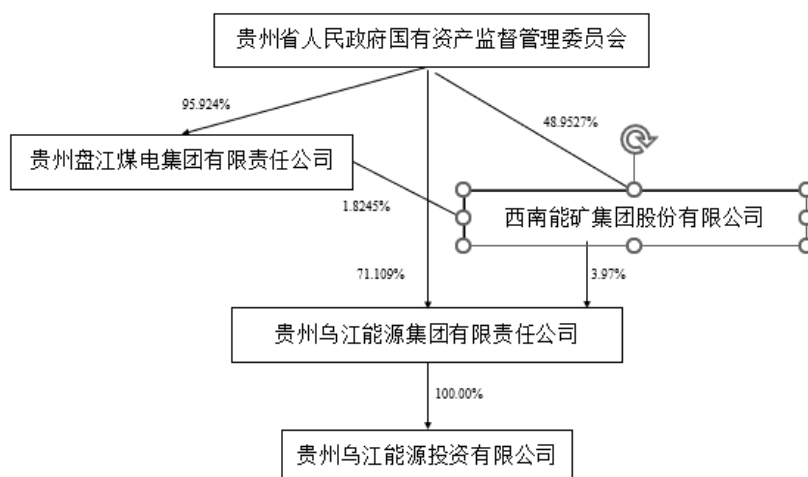 贵州省人民政府国有资产监督管理委员会
95.924%
48.9527%
贵州盘江煤电集团有限责任公司
1.8245%
西南能矿集团股份有限公司
71.109%
3.97%
贵州乌江能源集团有限责任公司
100.00%
贵州乌江能源投资有限公司